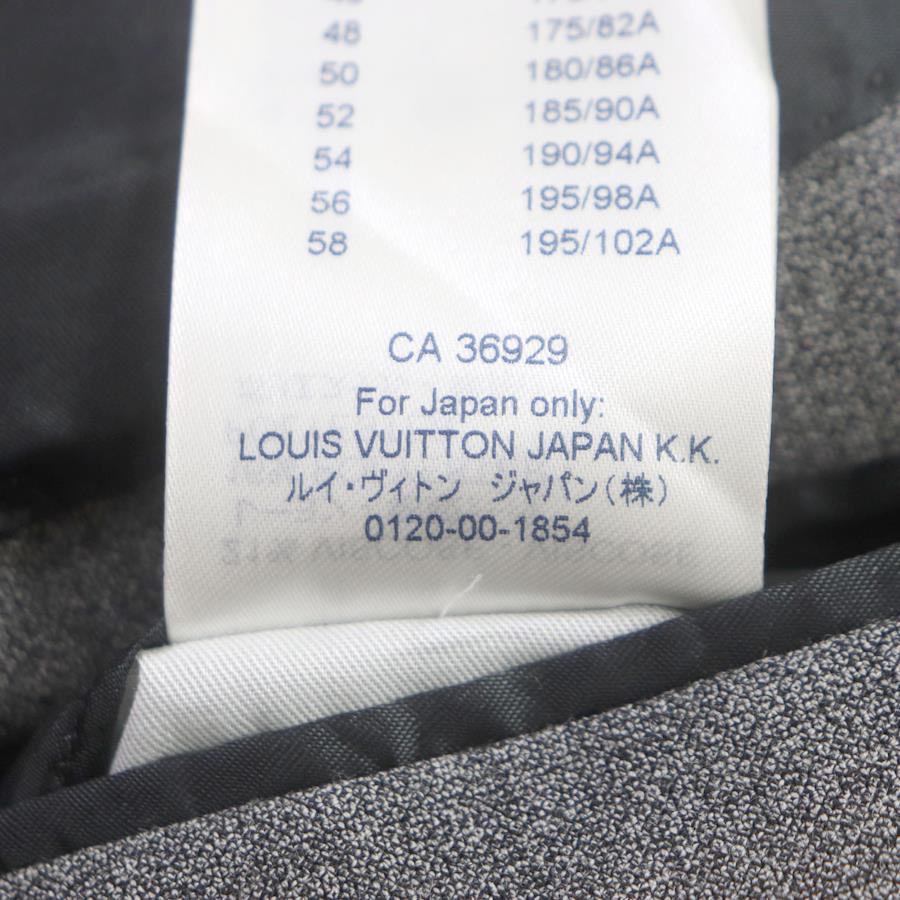 48 175/82A
50 180/86A
52 185/90A
54 190/94A
56 195/98A
58 195/102A
CA 36929
For Japan only:
LOUIS VUITTON JAPAN K.K.
ルイ・ヴィトン ジャパン(株)
0120-00-1854